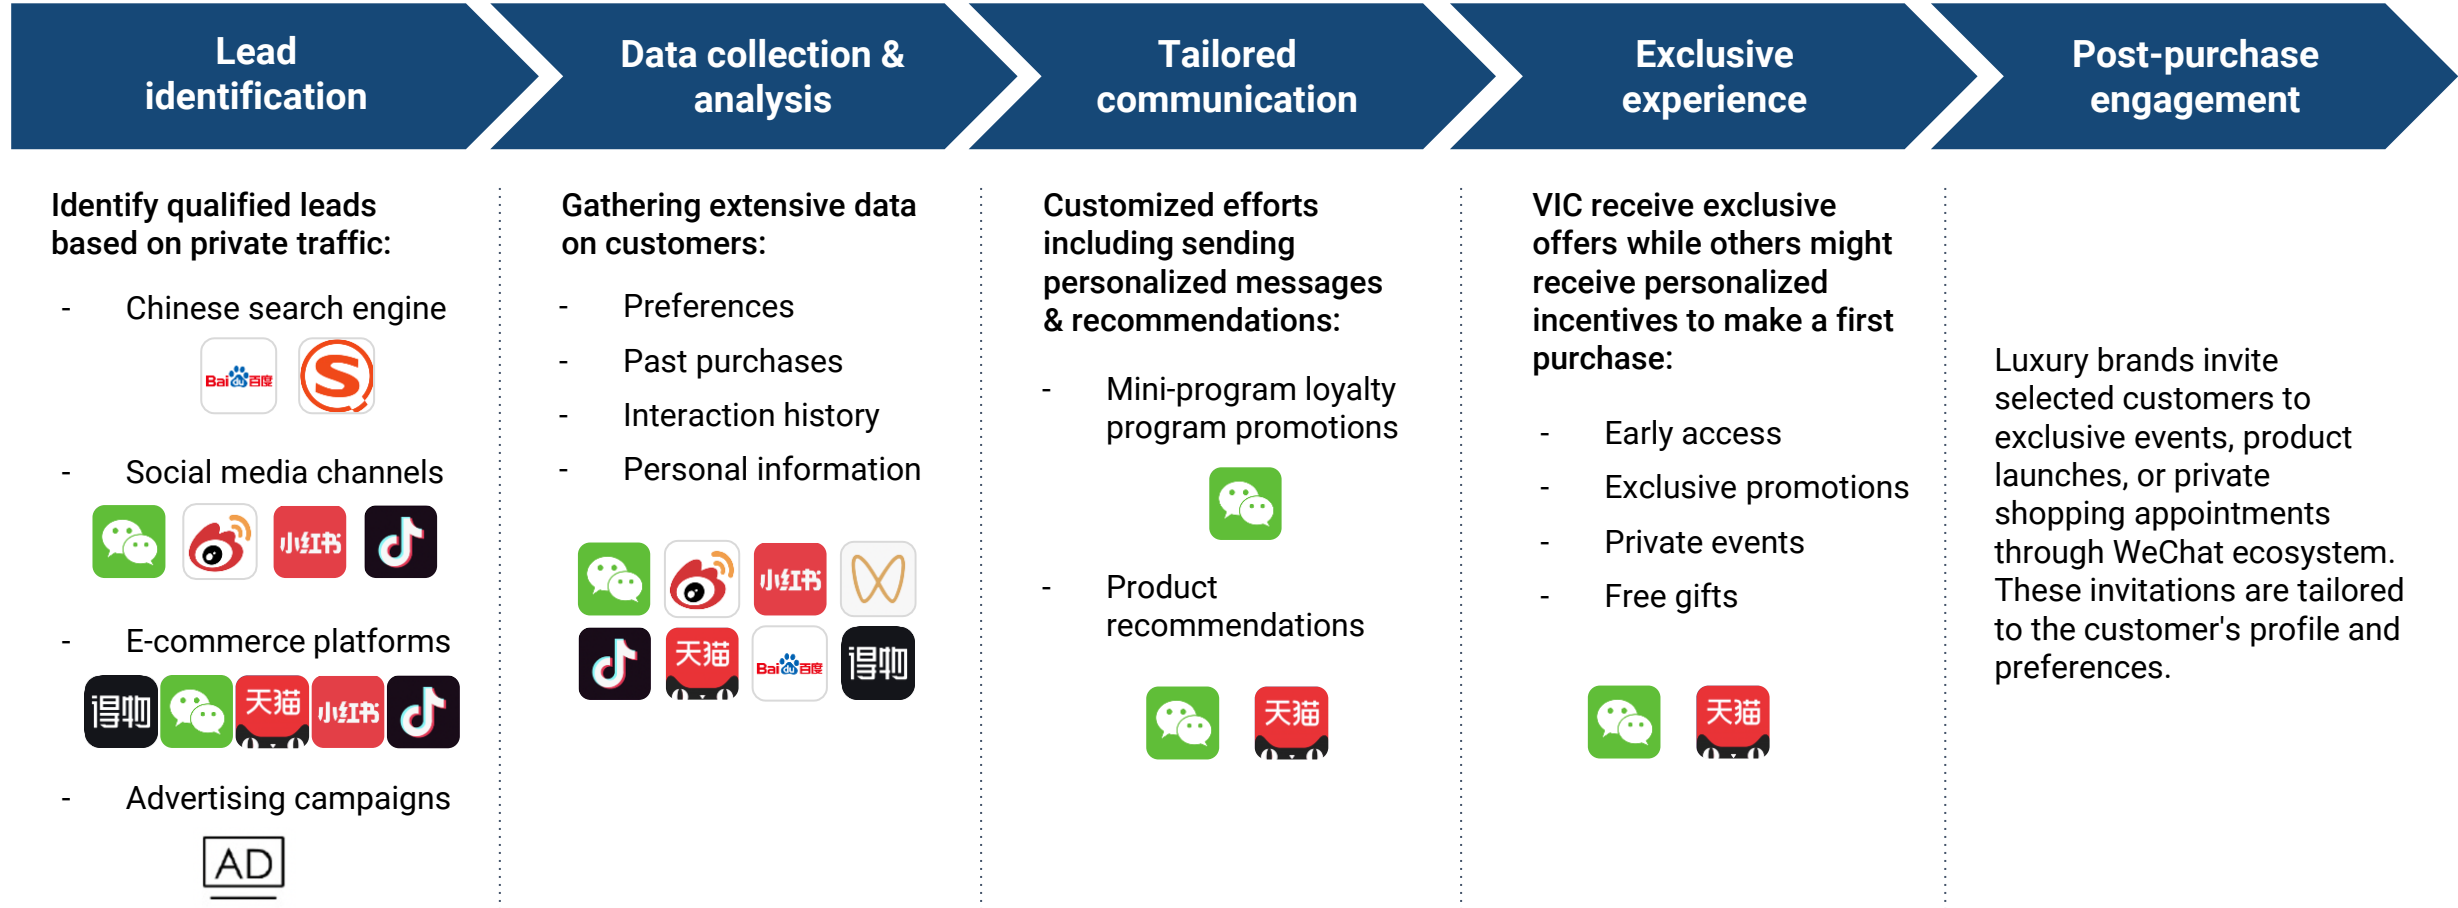 Lead
identification
Data collection &
analysis
Tailored
communication
Exclusive
experience
Post-purchase
engagement
Identify qualified leads
based on private traffic:
- Chinese search engine
Bai du 百度
S
- Social media channels
小红书
- E-commerce platforms
得物
天猫
小红书
- Advertising campaigns
AD
Gathering extensive data
on customers:
- Preferences
- Past purchases
- Interaction history
- Personal information
小红书
天猫
Bai du 百度
得物
Customized efforts
including sending
personalized messages
& recommendations:
- Mini-program loyalty
program promotions
- Product
recommendations
天猫
VIC receive exclusive
offers while others might
receive personalized
incentives to make a first
purchase:
- Early access
- Exclusive promotions
- Private events
- Free gifts
天猫
Luxury brands invite
selected customers to
exclusive events, product
launches, or private
shopping appointments
through WeChat ecosystem.
These invitations are tailored
to the customer's profile and
preferences.